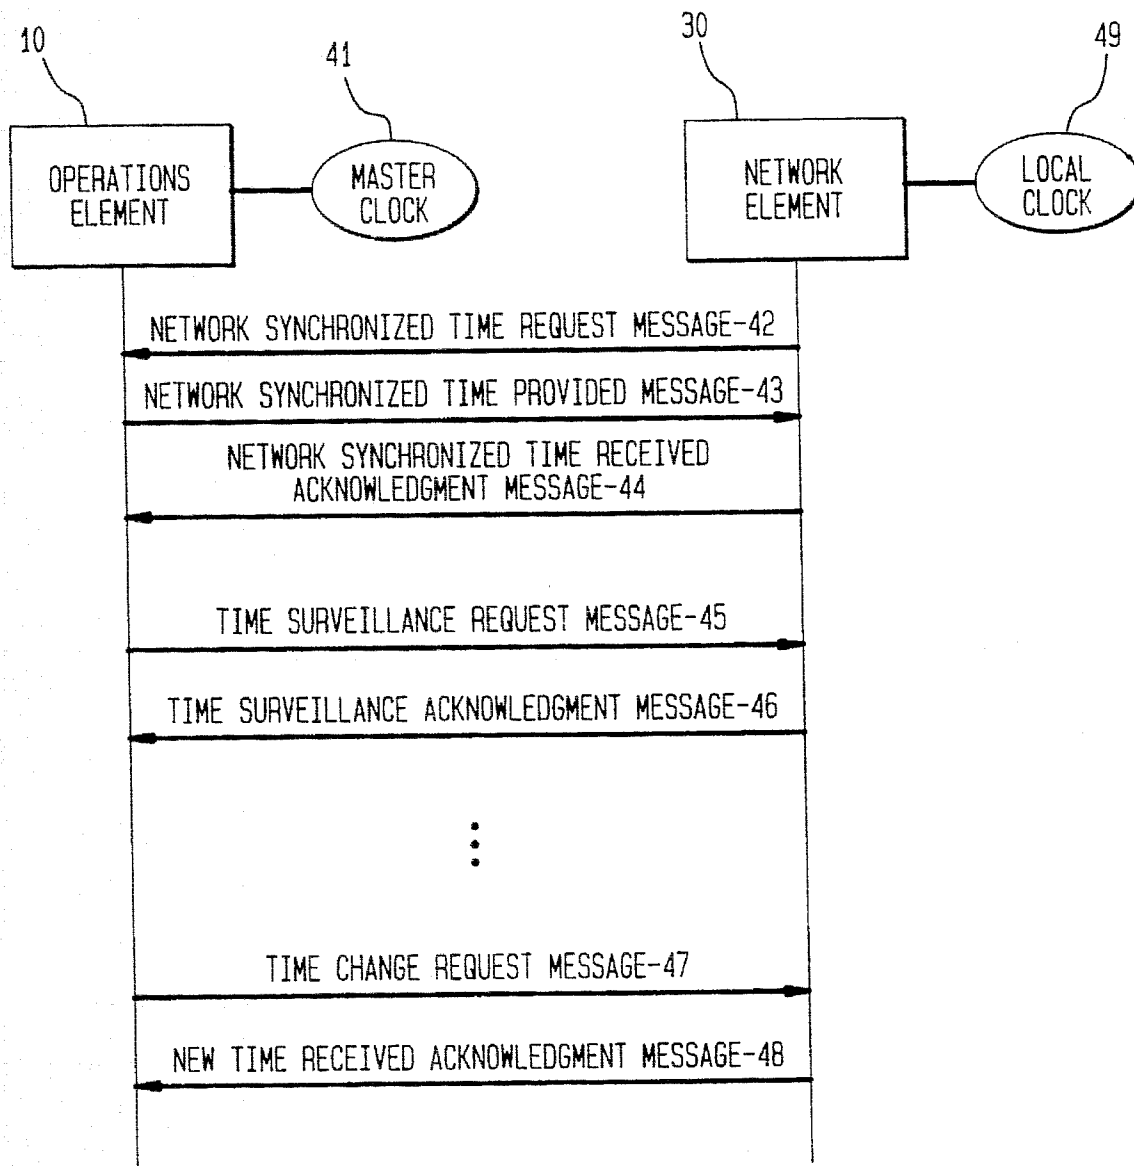 10
41
30
49
OPERATIONS
ELEMENT
MASTER
CLOCK
NETWORK
ELEMENT
LOCAL
CLOCK
NETWORK SYNCHRONIZED TIME REQUEST MESSAGE-42
NETWORK SYNCHRONIZED TIME PROVIDED MESSAGE-43
NETWORK SYNCHRONIZED TIME RECEIVED
ACKNOWLEDGMENT MESSAGE-44
TIME SURVEILLANCE REQUEST MESSAGE-45
TIME SURVEILLANCE ACKNOWLEDGMENT MESSAGE-46
TIME CHANGE REQUEST MESSAGE-47
NEW TIME RECEIVED ACKNOWLEDGMENT MESSAGE-48